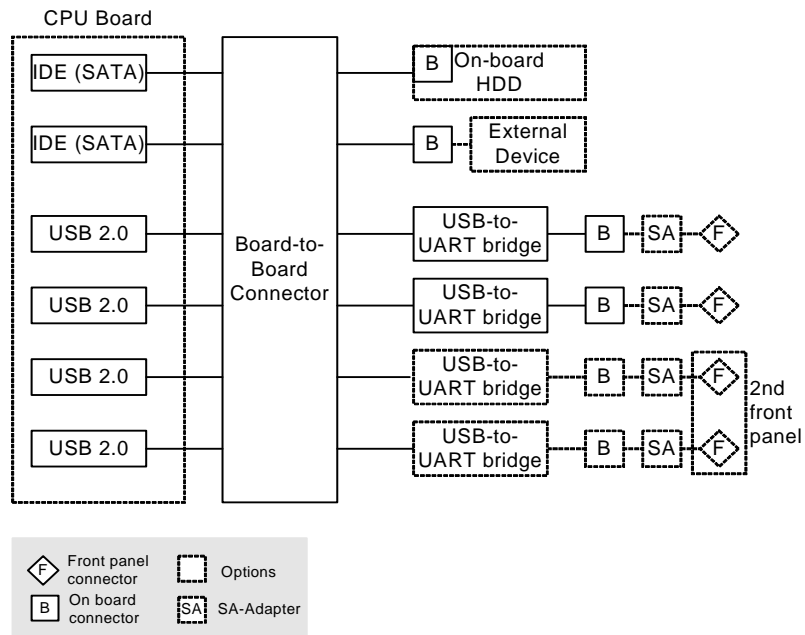 CPU Board
IDE (SATA)
B
On-board
HDD
IDE (SATA)
B
External
Device
USB 2.0
Board-to-
Board
Connector
USB-to-
UART bridge
B
SA
F
USB 2.0
USB-to-
UART bridge
B
SA
F
USB 2.0
USB-to-
UART bridge
B
SA
F
2nd
front
panel
USB 2.0
USB-to-
UART bridge
B
SA
F
F
Front panel
connector
Options
B
On board
connector
SA
SA-Adapter